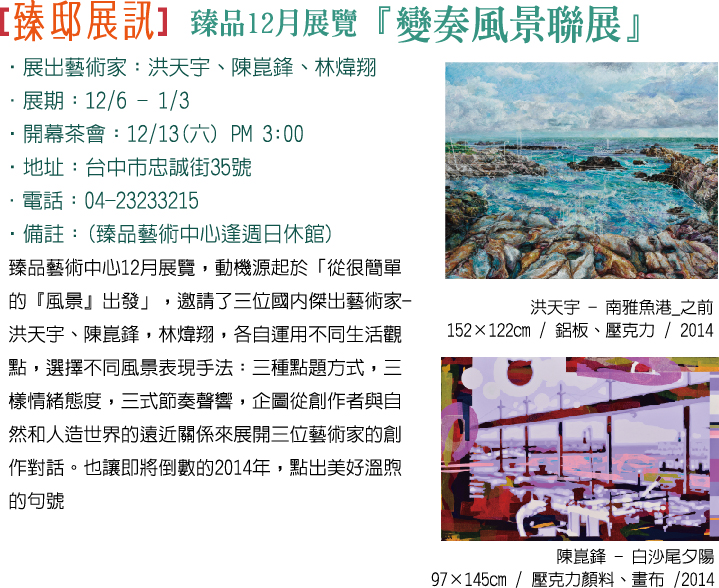 【臻邸展訊】 臻品12月展覽『變奏風景聯展』
·展出藝術家：洪天宇、陳崑鋒、林煒翔
·展期：12/6 - 1/3
·開幕茶會：12/13(六) PM 3:00
·地址：台中市忠誠街35號
·電話：04-23233215
·備註：(臻品藝術中心逢週日休館)
臻品藝術中心12月展覽，動機源起於「從很簡單
的『風景』出發」，邀請了三位國內傑出藝術家-
洪天宇、陳崑鋒，林煒翔，各自運用不同生活觀
點，選擇不同風景表現手法：三種點題方式，三
樣情緒態度，三式節奏聲響，企圖從創作者與自
然和人造世界的遠近關係來展開三位藝術家的創
作對話。也讓即將倒數的2014年，點出美好溫煦
的句號
洪天宇 - 南雅魚港_之前
152×122cm / 鋁板、壓克力 / 2014
陳崑鋒 - 白沙尾夕陽
97×145cm / 壓克力顏料、畫布 /2014